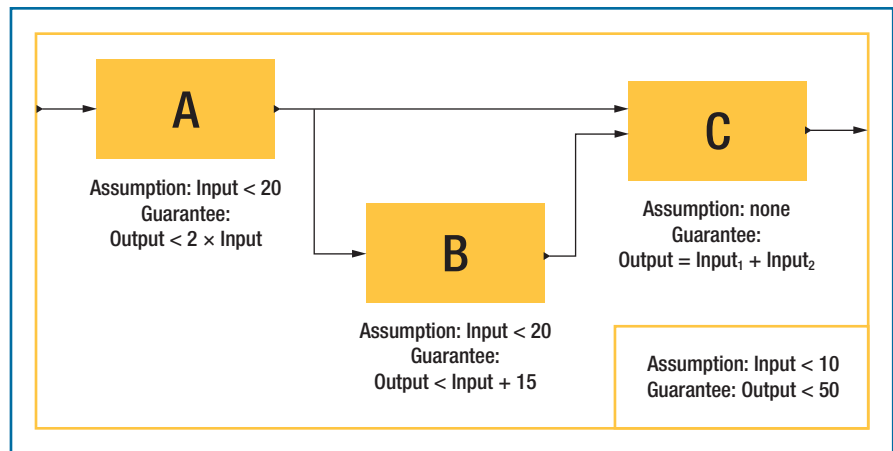 A
Assumption: Input < 20
Guarantee:
Output < 2 × Input
B
Assumption: Input < 20
Guarantee:
Output < Input + 15
C
Assumption: none
Guarantee:
Output = Input₁ + Input₂
Assumption: Input < 10
Guarantee: Output < 50